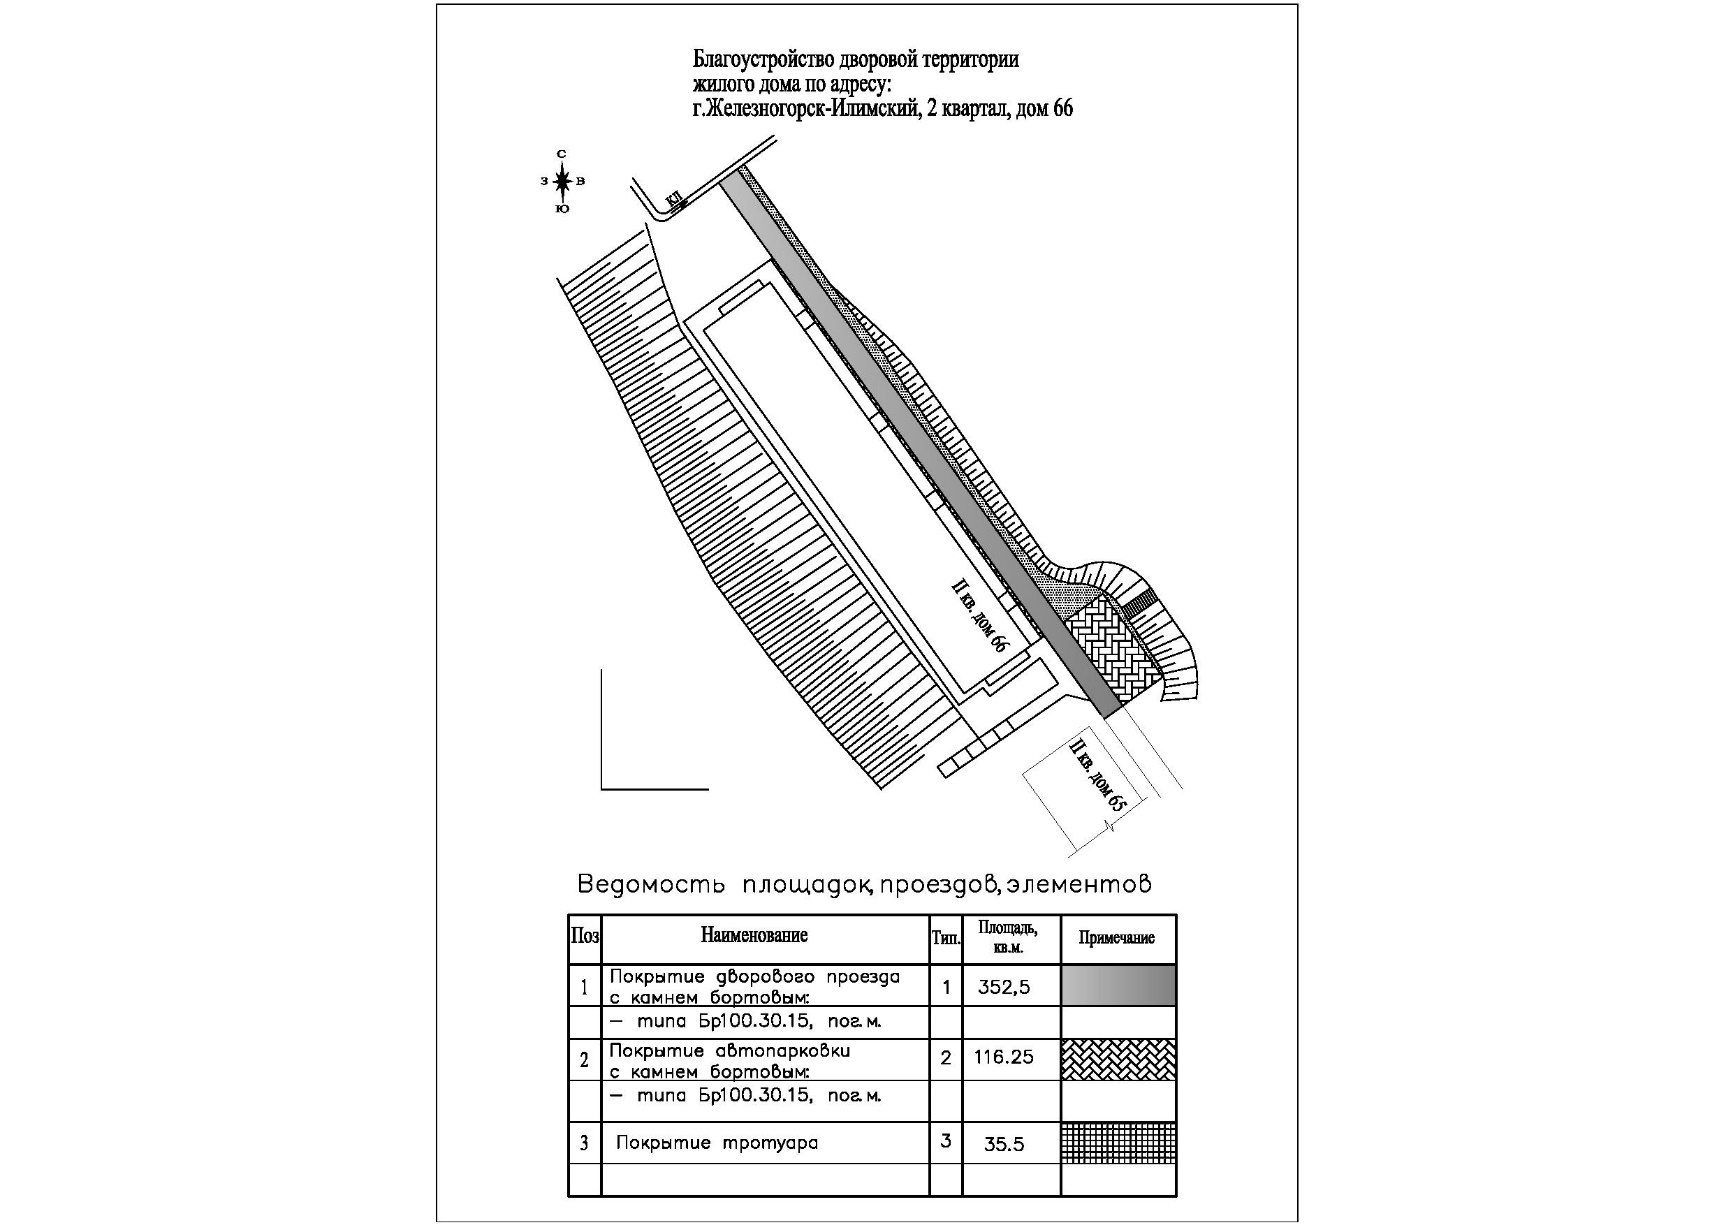 Благоустройство дворовой территории
жилого дома по адресу:
г.Железногорск-Илимский, 2 квартал, дом 66
С
З В
Ю
КЛ
II кв. дом 66
II кв. дом 65
Ведомость площадок, проездов, элементов
Поз Наименование Тип. Площадь, кв.м. Примечание
1 Покрытие дворового проезда 1 352,5
с камнем бортовым:
– типа Бр100.30.15, пог.м.
2 Покрытие автопарковки 2 116.25
с камнем бортовым:
– типа Бр100.30.15, пог.м.
3 Покрытие тротуара 3 35.5